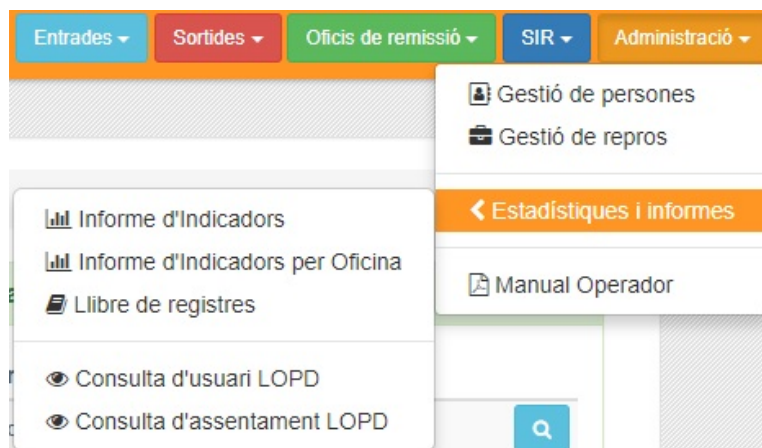 Entrades
Sortides
Oficis de remissió
SIR
Administració
Gestió de persones
Gestió de repros
Estadístiques i informes
Manual Operador
Informe d'Indicadors
Informe d'Indicadors per Oficina
Llibre de registres
Consulta d'usuari LOPD
Consulta d'assentament LOPD